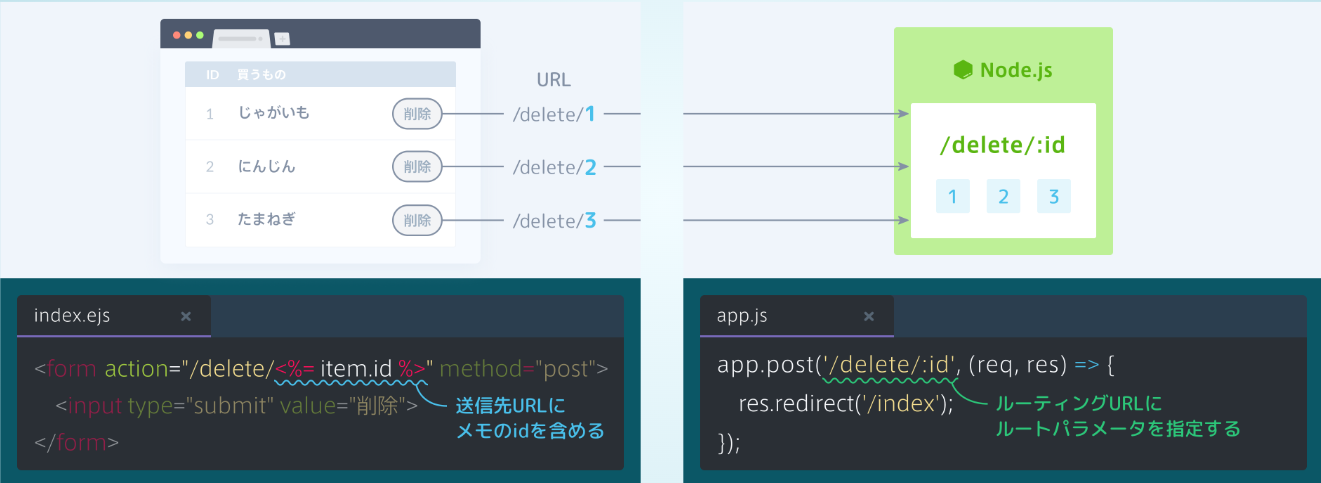 ID 買うもの
1 じゃがいも 削除
2 にんじん 削除
3 たまねぎ 削除
URL
/delete/1
/delete/2
/delete/3
Node.js
/delete/:id
1 2 3
index.ejs ×
<form action="/delete/<%= item.id %>" method="post">
<input type="submit" value="削除">
</form>
送信先URLに
メモのidを含める
app.js ×
app.post('/delete/:id', (req, res) => {
res.redirect('/index');
});
ルーティングURLに
ルートパラメータを指定する